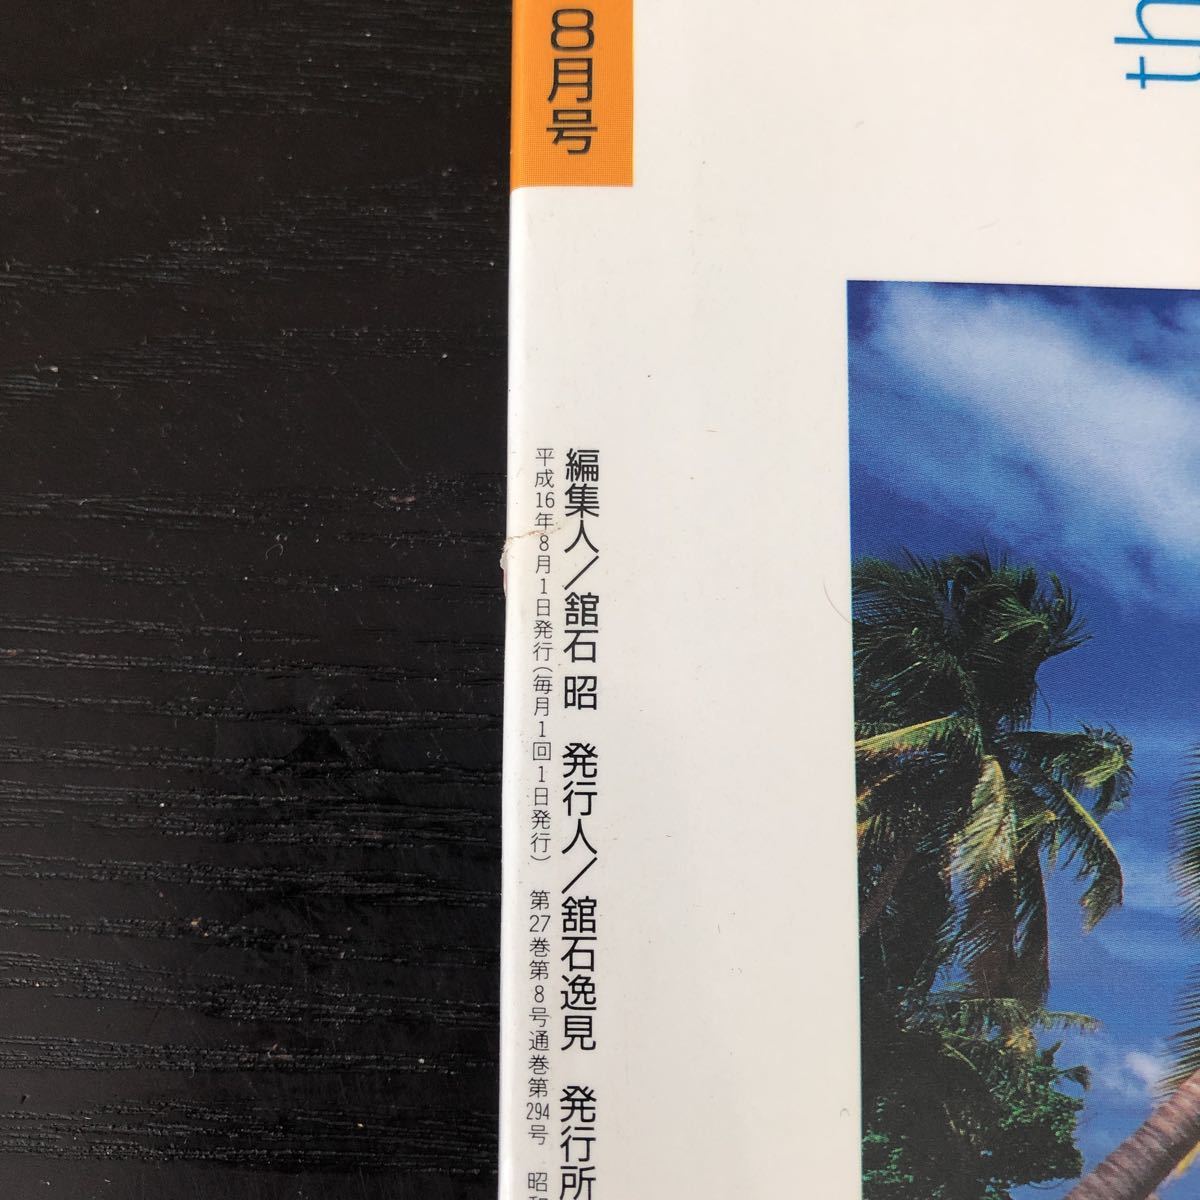 8月号
th
編集人／舘石 昭　発行人／舘石逸見　発行所
平成16年8月1日発行(毎月1回1日発行)　第27巻第8号通巻第294号　昭和